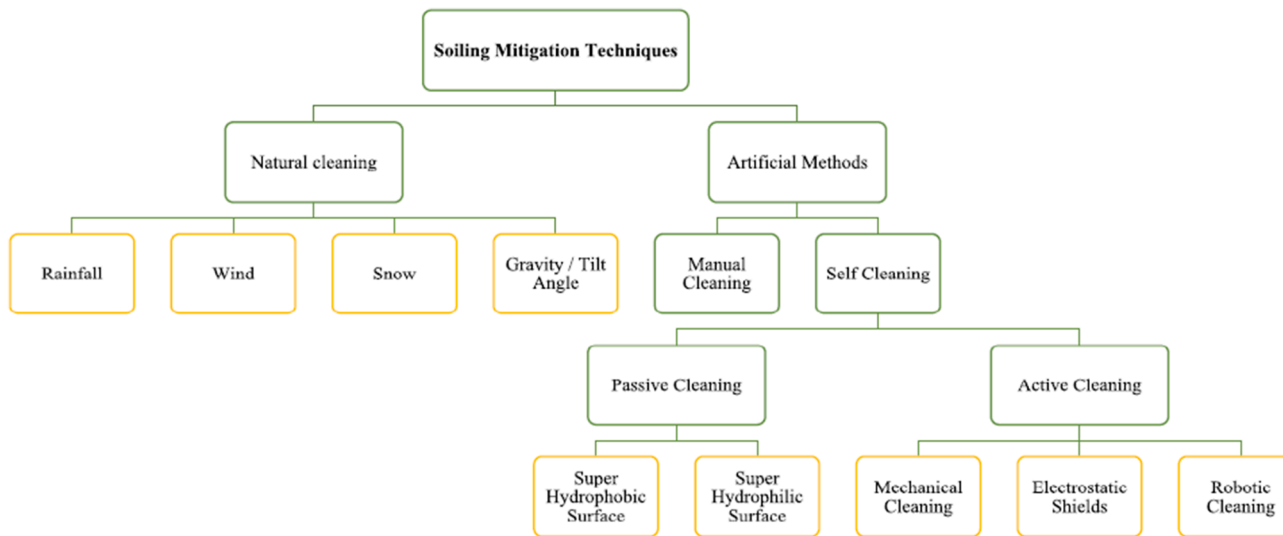 Soiling Mitigation Techniques
Natural cleaning
Artificial Methods
Rainfall
Wind
Snow
Gravity / Tilt
Angle
Manual
Cleaning
Self Cleaning
Passive Cleaning
Active Cleaning
Super
Hydrophobic
Surface
Super
Hydrophilic
Surface
Mechanical
Cleaning
Electrostatic
Shields
Robotic
Cleaning